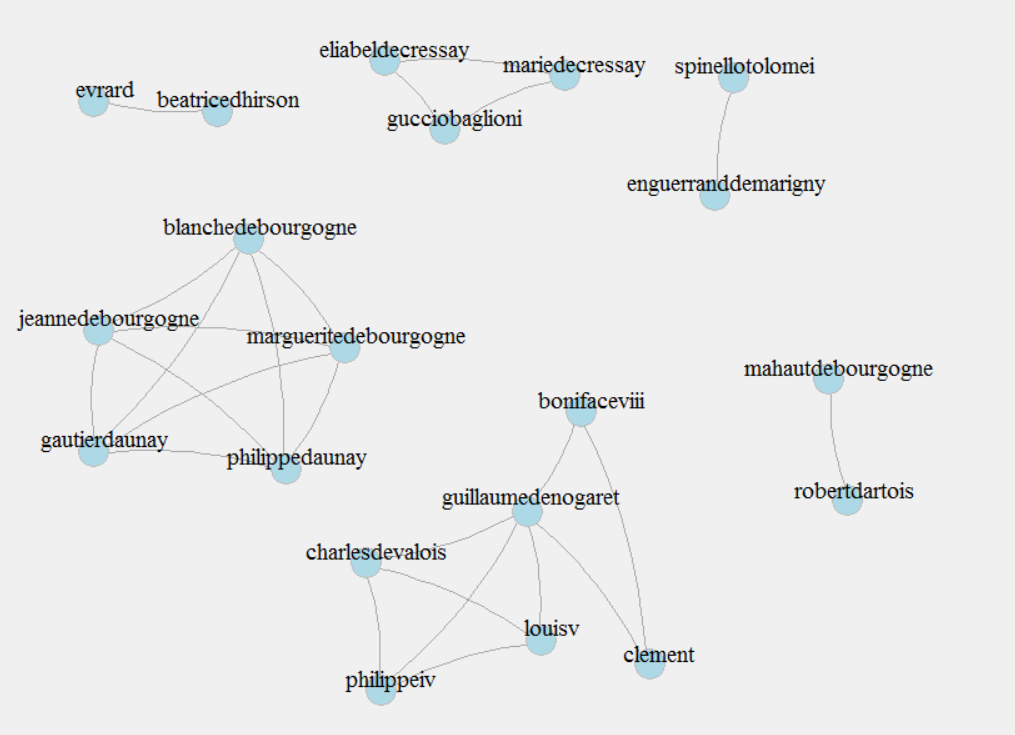 eliabeldecressay
mariedecressay
spinellotolomei
evrard
beatricedhirson
gucciobaglioni
enguerranddemarigny
blanchedebourgogne
jeannedebourgogne
margueritedebourgogne
mahautdebourgogne
bonifaceviii
gautierdaunay
philippedaunay
robertdartois
guillaumedenogaret
charlesdevalois
louisv
clement
philippeiv